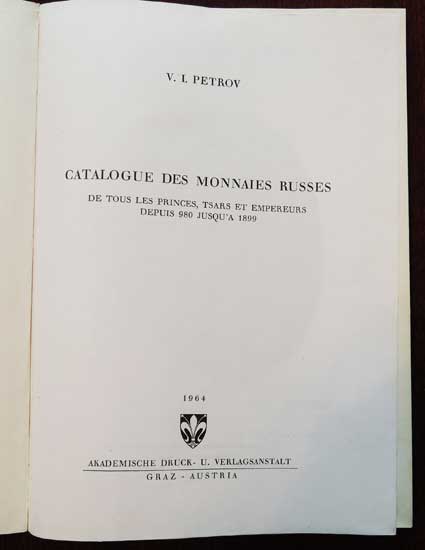 V. I. PETROV
CATALOGUE DES MONNAIES RUSSES
DE TOUS LES PRINCES, TSARS ET EMPEREURS
DEPUIS 980 JUSQU'A 1899
1964
AKADEMISCHE DRUCK- U. VERLAGSANSTALT
GRAZ - AUSTRIA